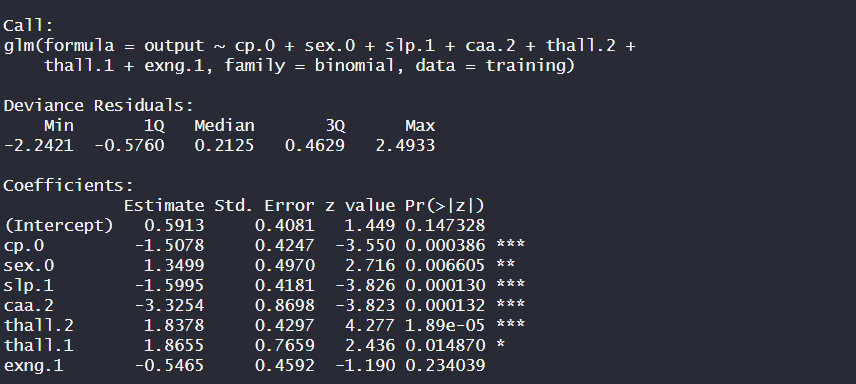 Call:
glm(formula = output ~ cp.0 + sex.0 + slp.1 + caa.2 + thall.2 +
    thall.1 + exng.1, family = binomial, data = training)

Deviance Residuals:
    Min       1Q   Median       3Q      Max
-2.2421  -0.5760   0.2125   0.4629   2.4933

Coefficients:
            Estimate Std. Error z value Pr(>|z|)
(Intercept)   0.5913     0.4081   1.449 0.147328
cp.0         -1.5078     0.4247  -3.550 0.000386 ***
sex.0         1.3499     0.4970   2.716 0.006605 **
slp.1        -1.5995     0.4181  -3.826 0.000130 ***
caa.2        -3.3254     0.8698  -3.823 0.000132 ***
thall.2       1.8378     0.4297   4.277 1.89e-05 ***
thall.1       1.8655     0.7659   2.436 0.014870 *
exng.1       -0.5465     0.4592  -1.190 0.234039